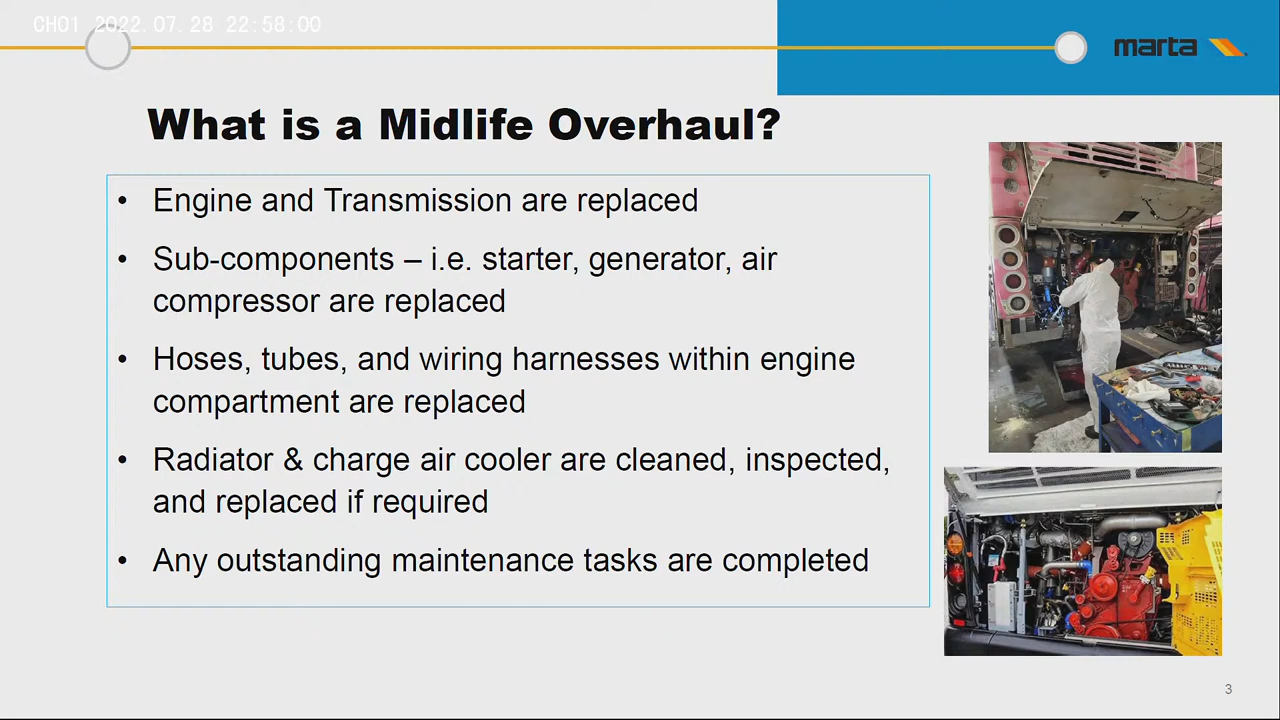 CH01 2022.07.28 22:58:00
marta
What is a Midlife Overhaul?
• Engine and Transmission are replaced
• Sub-components – i.e. starter, generator, air
compressor are replaced
• Hoses, tubes, and wiring harnesses within engine
compartment are replaced
• Radiator & charge air cooler are cleaned, inspected,
and replaced if required
• Any outstanding maintenance tasks are completed
3